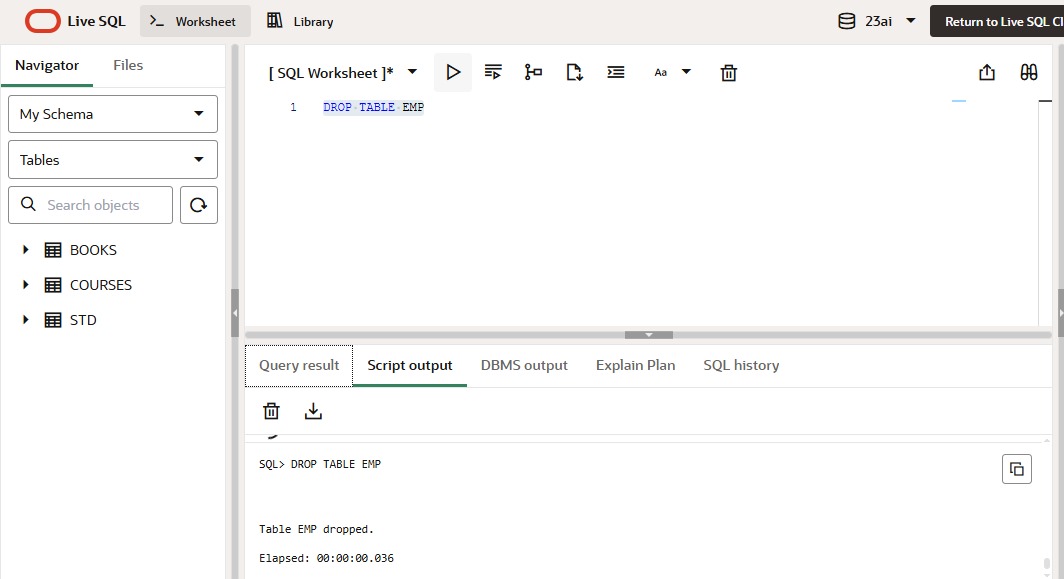 Live SQL
Worksheet
Library
23ai
Return to Live SQL Cl
Navigator
Files
My Schema
Tables
Search objects
BOOKS
COURSES
STD
[ SQL Worksheet ]*
Aa
1 DROP TABLE EMP
Query result
Script output
DBMS output
Explain Plan
SQL history
SQL> DROP TABLE EMP
Table EMP dropped.
Elapsed: 00:00:00.036